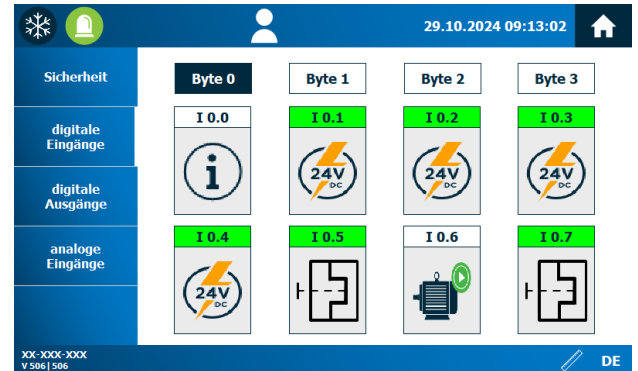 29.10.2024 09:13:02
Sicherheit
digitale
Eingänge
digitale
Ausgänge
analoge
Eingänge
Byte 0
Byte 1
Byte 2
Byte 3
I 0.0
I 0.1
I 0.2
I 0.3
i
24V
DC
24V
DC
24V
DC
I 0.4
I 0.5
I 0.6
I 0.7
24V
DC
XX-XXX-XXX
V 506 | 506
DE